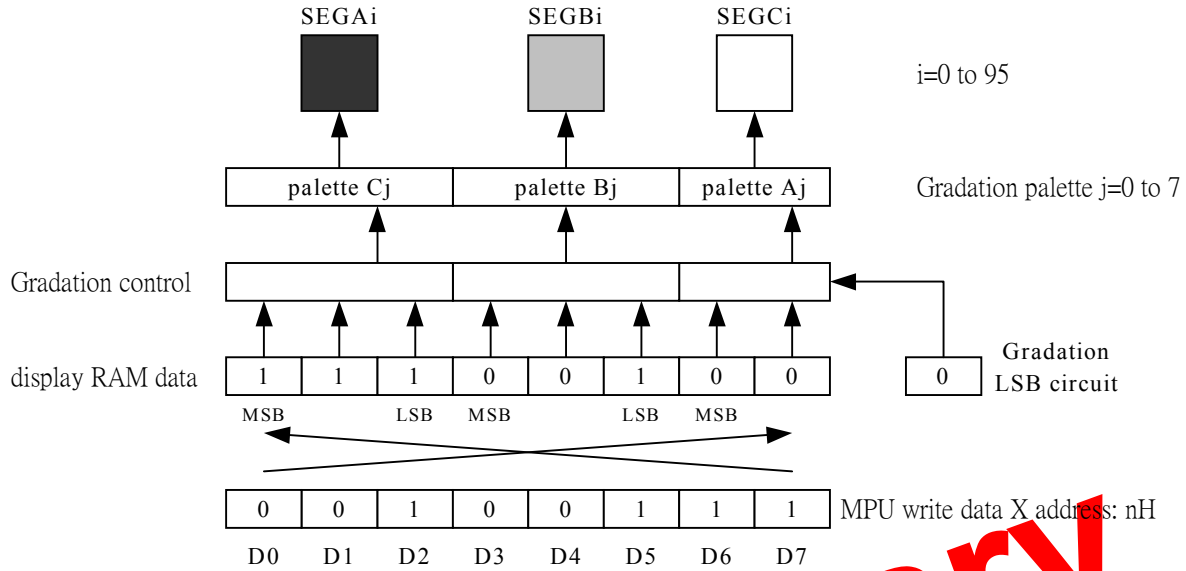 SEGAi SEGBi SEGCi
i=0 to 95
palette Cj palette Bj palette Aj Gradation palette j=0 to 7
Gradation control
display RAM data 1 1 1 0 0 1 0 0 0 Gradation LSB circuit
MSB LSB MSB LSB MSB
0 0 1 0 0 1 1 1 MPU write data X address: nH
D0 D1 D2 D3 D4 D5 D6 D7